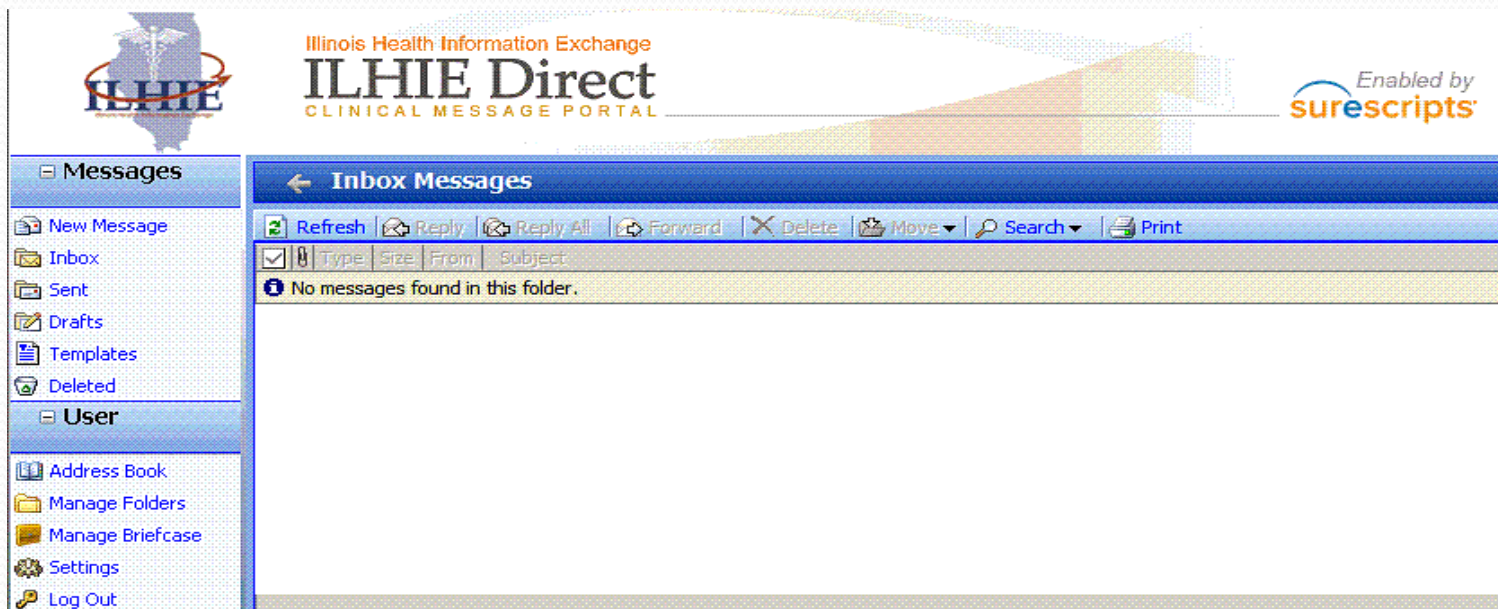 ILHIE
Illinois Health Information Exchange
ILHIE Direct
CLINICAL MESSAGE PORTAL
Enabled by
surescripts
Messages
New Message
Inbox
Sent
Drafts
Templates
Deleted
User
Address Book
Manage Folders
Manage Briefcase
Settings
Log Out
Inbox Messages
Refresh Reply Reply All Forward Delete Move Search Print
Type Size From Subject
No messages found in this folder.